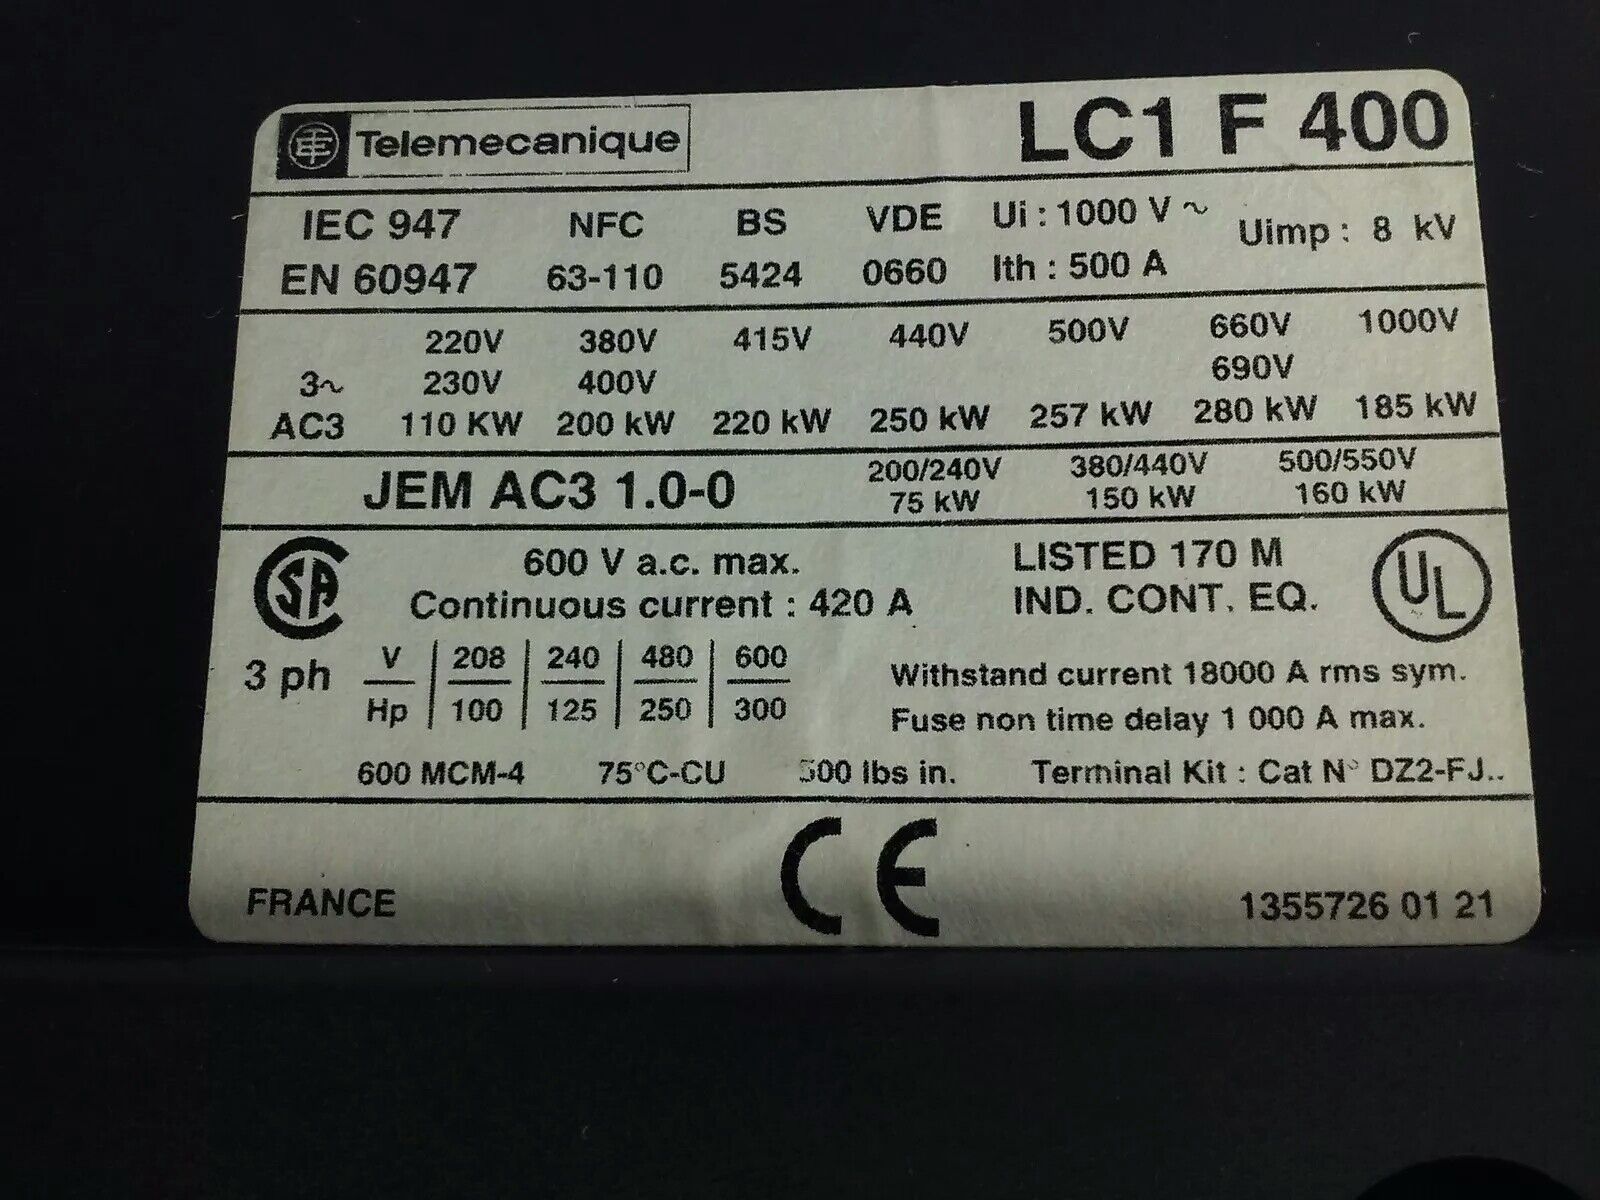 Telemecanique LC1 F 400
IEC 947 NFC BS VDE Ui : 1000 V ~ Uimp : 8 kV
EN 60947 63-110 5424 0660 Ith : 500 A
220V 380V 415V 440V 500V 660V 1000V
3~ 230V 400V 690V
AC3 110 KW 200 kW 220 kW 250 kW 257 kW 280 kW 185 kW
JEM AC3 1.0-0 200/240V 380/440V 500/550V
75 kW 150 kW 160 kW
CSA 600 V a.c. max. LISTED 170 M UL
Continuous current : 420 A IND. CONT. EQ.
3 ph V 208 240 480 600 Withstand current 18000 A rms sym.
Hp 100 125 250 300 Fuse non time delay 1 000 A max.
600 MCM-4 75°C-CU 500 lbs in. Terminal Kit : Cat N° DZ2-FJ..
CE
FRANCE 1355726 01 21